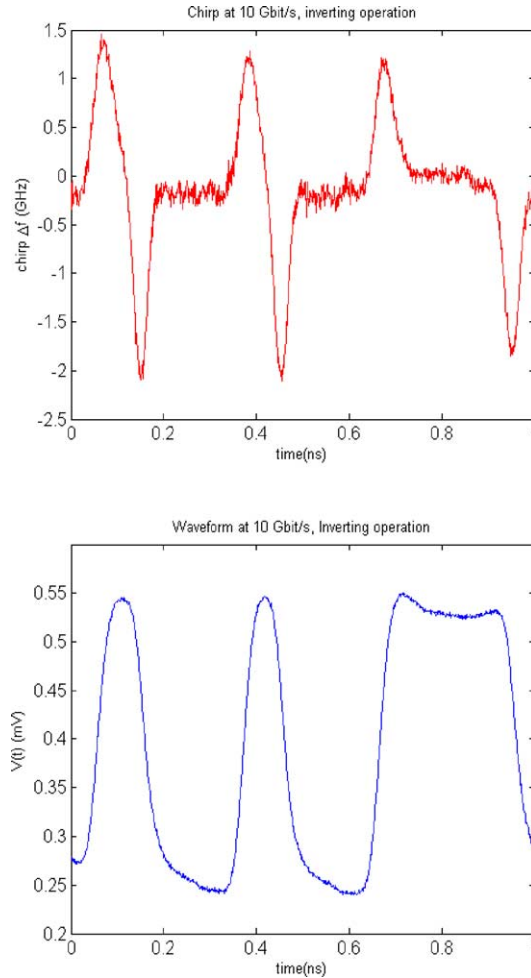 Chirp at 10 Gbit/s, inverting operation
1.5
1
0.5
0
-0.5
-1
-1.5
-2
-2.5
chirp Δf (GHz)
0 0.2 0.4 0.6 0.8
time(ns)
Waveform at 10 Gbit/s, Inverting operation
0.55
0.5
0.45
0.4
0.35
0.3
0.25
0.2
V(t) (mV)
0 0.2 0.4 0.6 0.8
time(ns)